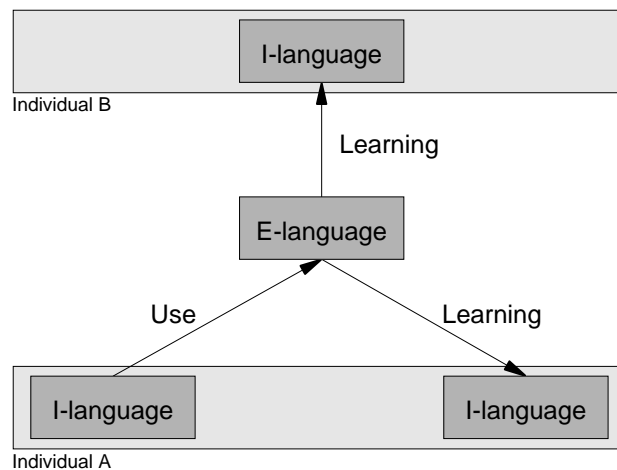 I-language
Individual B
Learning
E-language
Use
Learning
I-language
I-language
Individual A